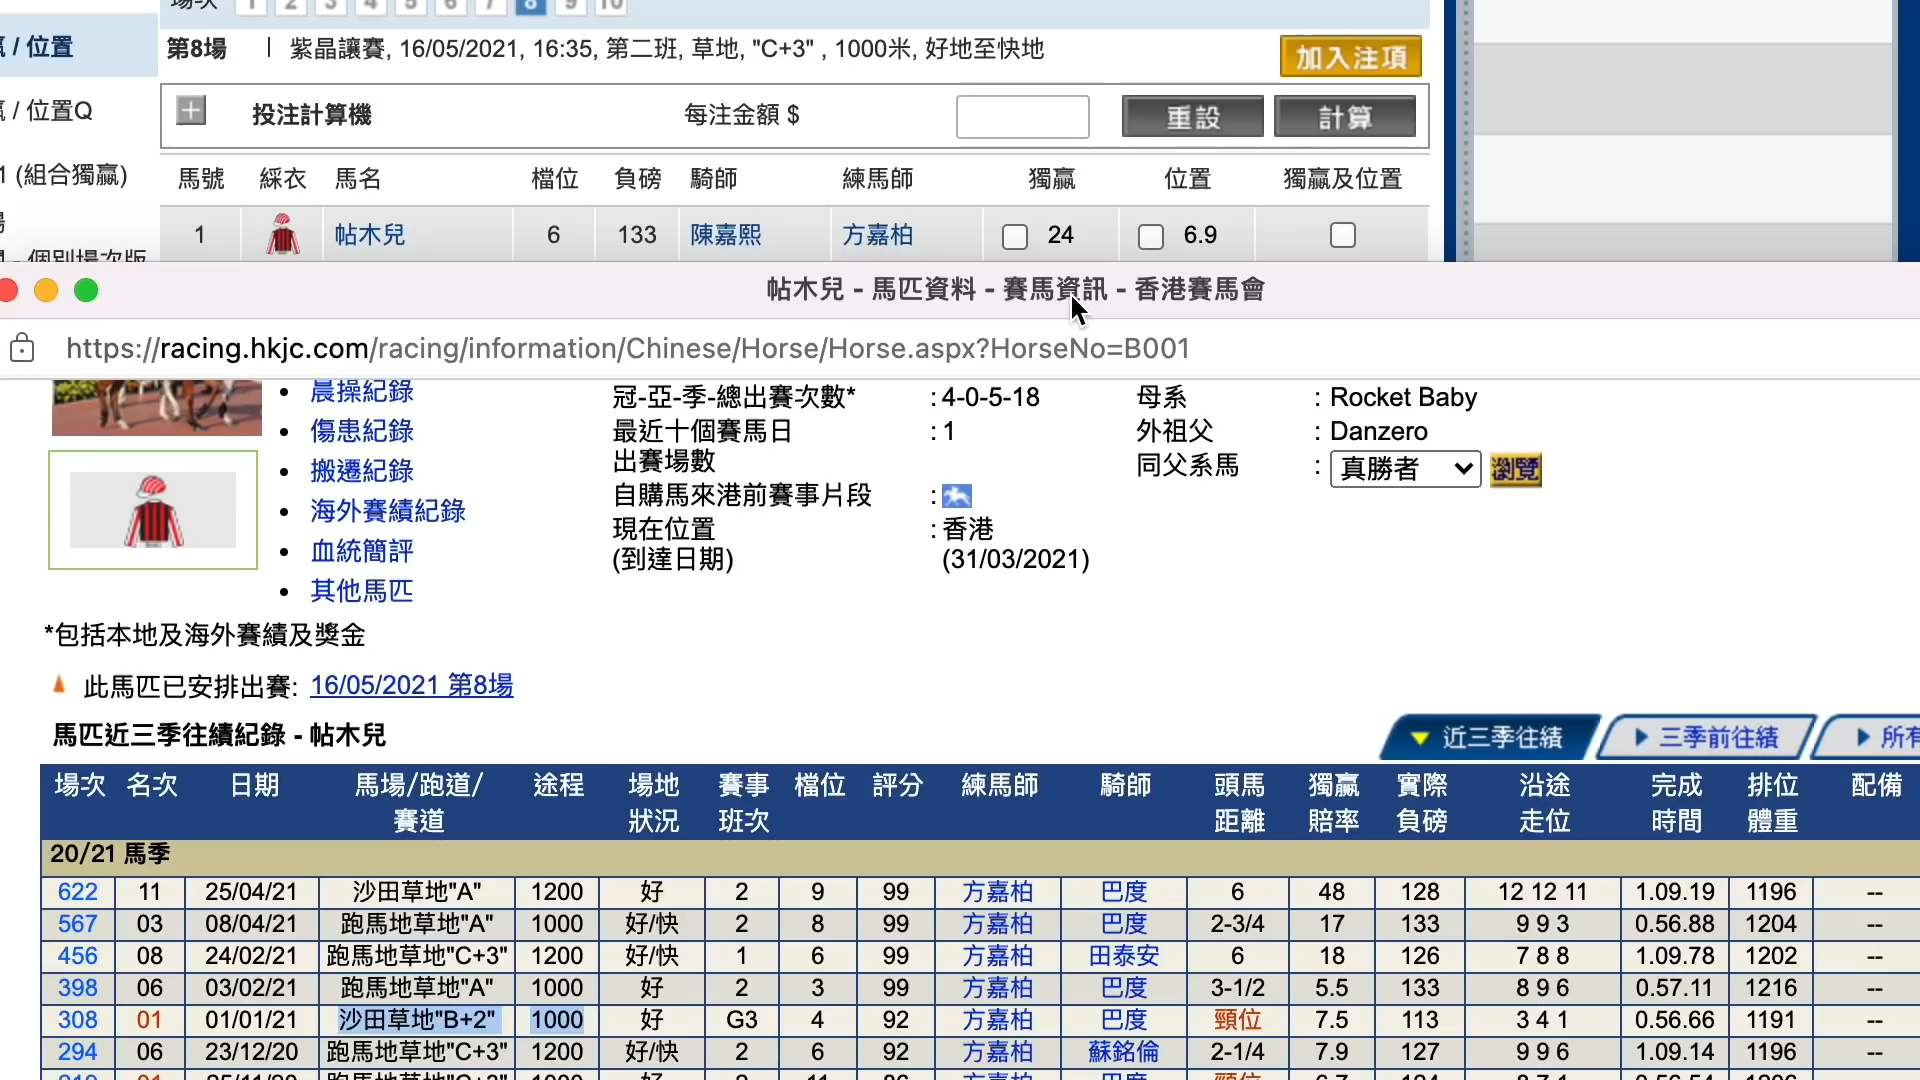 場次 1 2 3 4 5 6 7 8 9 10
/ 位置
第8場 | 紫晶讓賽, 16/05/2021, 16:35, 第二班, 草地, "C+3" , 1000米, 好地至快地
加入注項
/ 位置Q
投注計算機 每注金額 $ 重設 計算
1 (組合獨贏)
馬號 綵衣 馬名 檔位 負磅 騎師 練馬師 獨贏 位置 獨贏及位置
1 帖木兒 6 133 陳嘉熙 方嘉柏 24 6.9
- 個別場次版
帖木兒 - 馬匹資料 - 賽馬資訊 - 香港賽馬會
https://racing.hkjc.com/racing/information/Chinese/Horse/Horse.aspx?HorseNo=B001
晨操紀錄
傷患紀錄
搬遷紀錄
海外賽績紀錄
血統簡評
其他馬匹
冠-亞-季-總出賽次數* : 4-0-5-18
最近十個賽馬日 : 1
出賽場數
自購馬來港前賽事片段 :
現在位置 : 香港
(到達日期) (31/03/2021)
母系 : Rocket Baby
外祖父 : Danzero
同父系馬 : 真勝者 瀏覽
*包括本地及海外賽績及獎金
此馬匹已安排出賽: 16/05/2021 第8場
馬匹近三季往績紀錄 - 帖木兒
近三季往績 三季前往績 所有
場次 名次 日期 馬場/跑道/ 途程 場地 賽事 檔位 評分 練馬師 騎師 頭馬 獨贏 實際 沿途 完成 排位 配備
賽道 狀況 班次 距離 賠率 負磅 走位 時間 體重
20/21 馬季
622 11 25/04/21 沙田草地"A" 1200 好 2 9 99 方嘉柏 巴度 6 48 128 12 12 11 1.09.19 1196 --
567 03 08/04/21 跑馬地草地"A" 1000 好/快 2 8 99 方嘉柏 巴度 2-3/4 17 133 9 9 3 0.56.88 1204 --
456 08 24/02/21 跑馬地草地"C+3" 1200 好/快 1 6 99 方嘉柏 田泰安 6 18 126 7 8 8 1.09.78 1202 --
398 06 03/02/21 跑馬地草地"A" 1000 好 2 3 99 方嘉柏 巴度 3-1/2 5.5 133 8 9 6 0.57.11 1216 --
308 01 01/01/21 沙田草地"B+2" 1000 好 G3 4 92 方嘉柏 巴度 頸位 7.5 113 3 4 1 0.56.66 1191 --
294 06 23/12/20 跑馬地草地"C+3" 1200 好/快 2 6 92 方嘉柏 蘇銘倫 2-1/4 7.9 127 9 9 6 1.09.14 1196 --